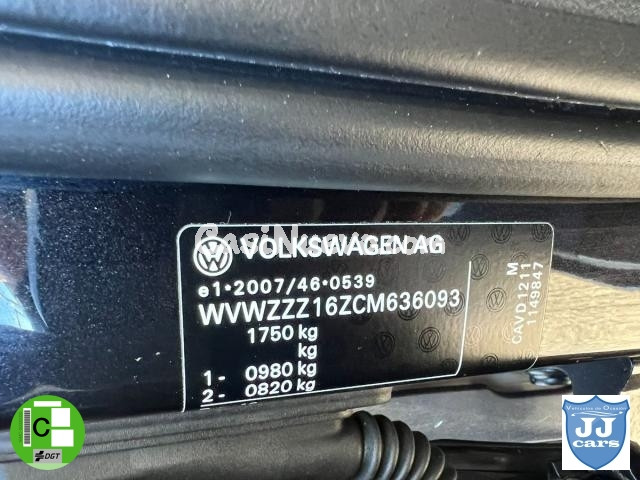 VOLKSWAGEN AG
e1*2007/46*0539
WVWZZZ16ZCM636093
1750 kg
kg
1- 0980 kg
2- 0820 kg
CAVD1211 M
1149847
C
DGT
JJ
cars